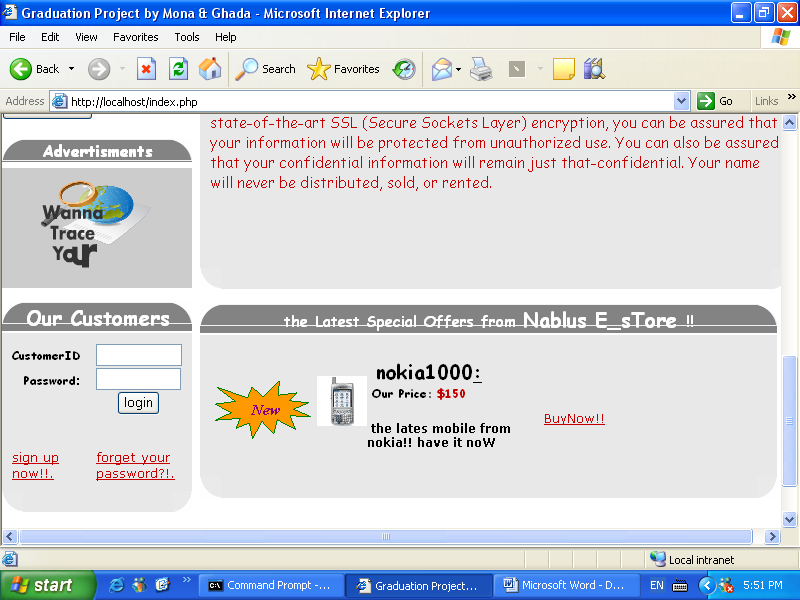 Graduation Project by Mona & Ghada - Microsoft Internet Explorer
File Edit View Favorites Tools Help
Back Search Favorites
Address http://localhost/index.php Go Links »
state-of-the-art SSL (Secure Sockets Layer) encryption, you can be assured that
your information will be protected from unauthorized use. You can also be assured
that your confidential information will remain just that-confidential. Your name
will never be distributed, sold, or rented.
Advertisments
Wanna
Trace
Your
Our Customers
CustomerID
Password:
login
sign up
now!!.
forget your
password?!.
the Latest Special Offers from Nablus E_sTore !!
New
nokia1000:
Our Price: $150
the lates mobile from
nokia!! have it noW
BuyNow!!
Local intranet
start » Command Prompt -... Graduation Project... Microsoft Word - D... EN 5:51 PM